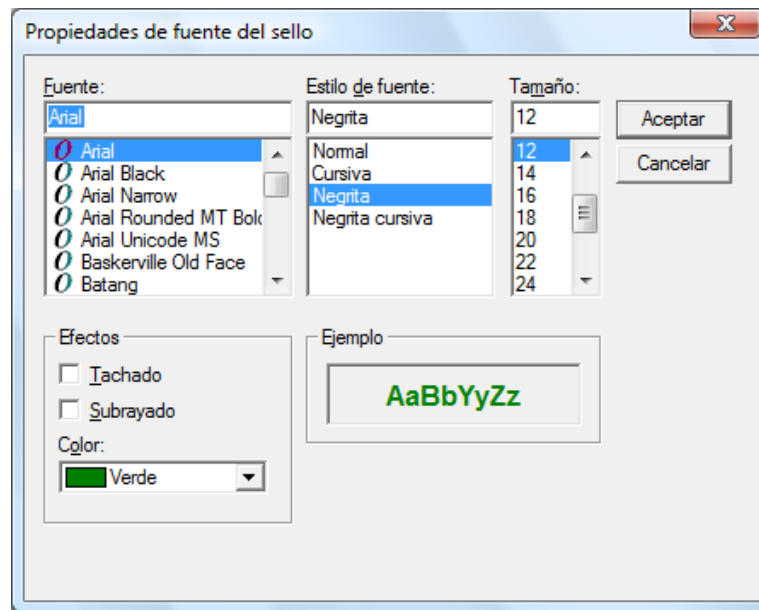 Propiedades de fuente del sello
Fuente:
Arial
Arial
Arial Black
Arial Narrow
Arial Rounded MT Bold
Arial Unicode MS
Baskerville Old Face
Batang
Estilo de fuente:
Negrita
Normal
Cursiva
Negrita
Negrita cursiva
Tamaño:
12
12
14
16
18
20
22
24
Aceptar
Cancelar
Efectos
Tachado
Subrayado
Color:
Verde
Ejemplo
AaBbYyZz